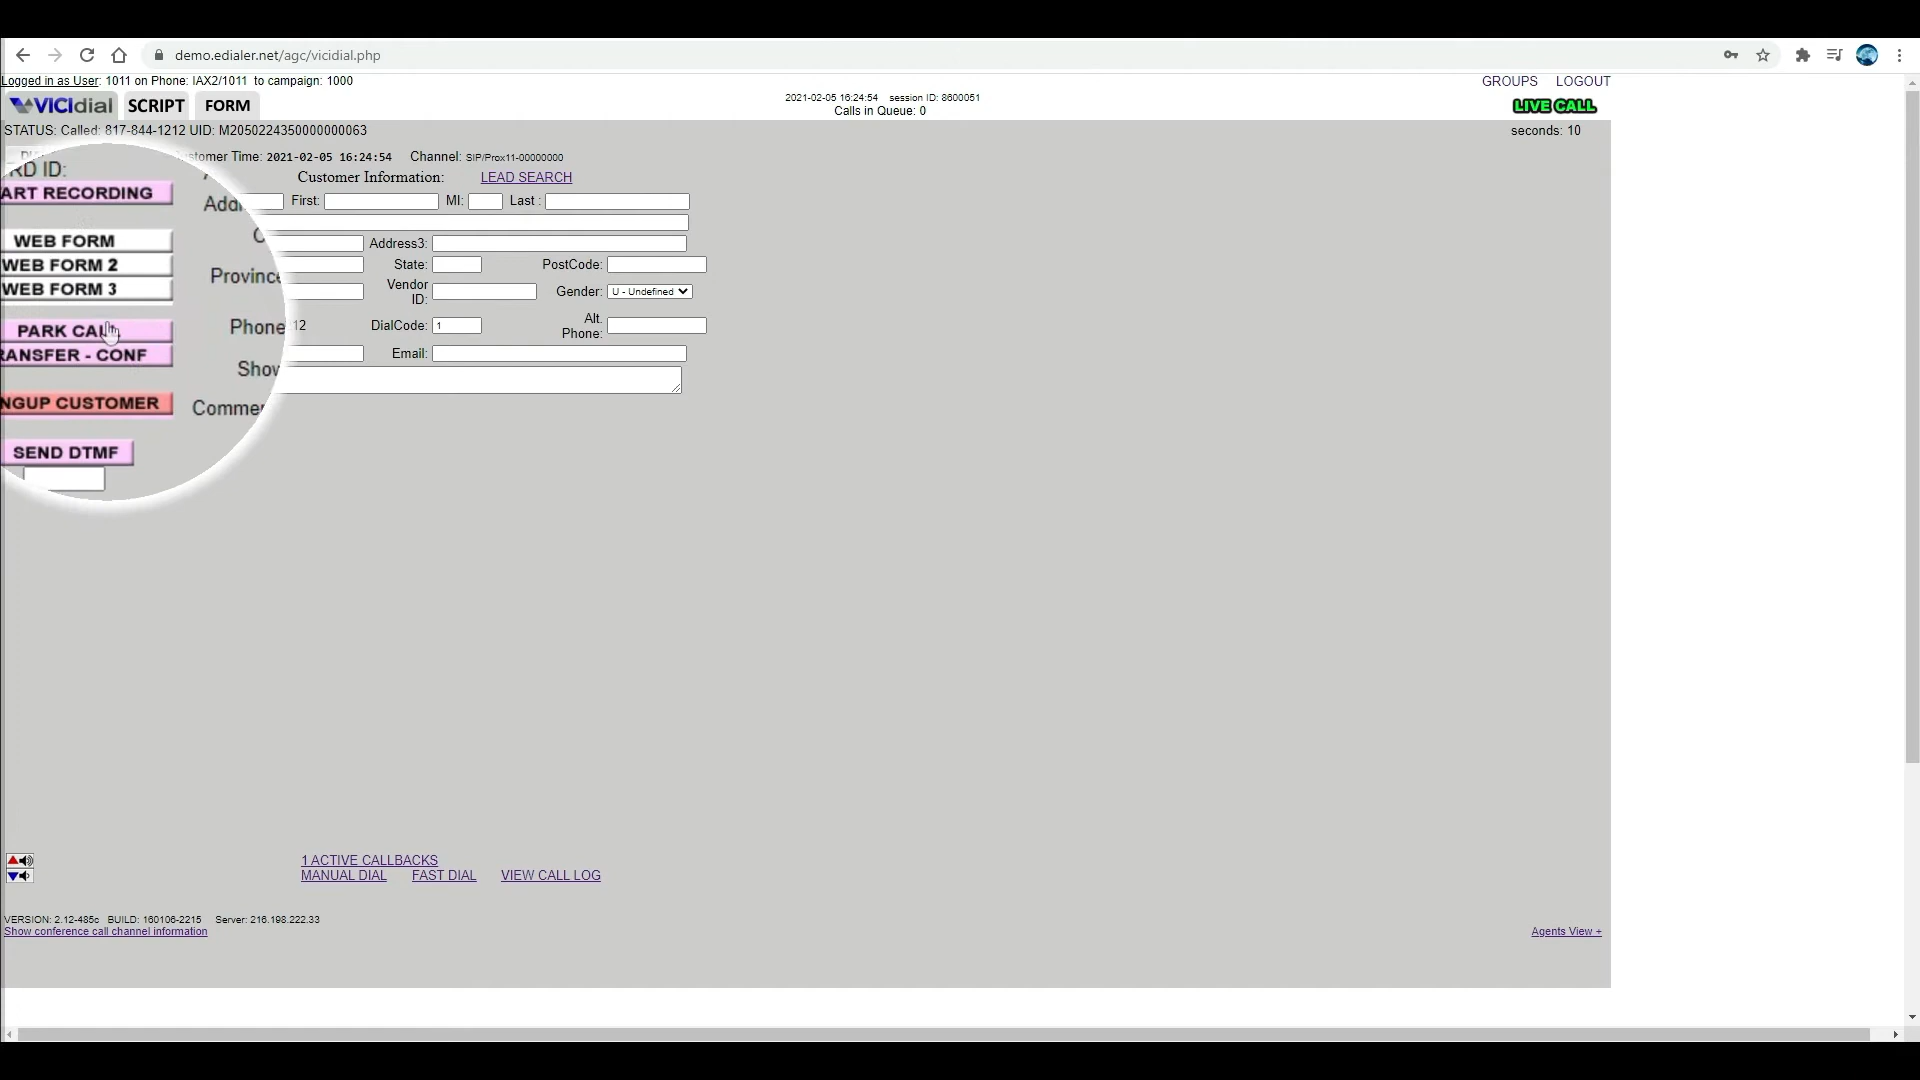 demo.edialer.net/agc/vicidial.php
Logged in as User: 1011 on Phone: IAX2/1011 to campaign: 1000
GROUPS LOGOUT
VICIdial SCRIPT FORM
2021-02-05 16:24:54 session ID: 8600051
Calls in Queue: 0
LIVE CALL
STATUS: Called: 817-844-1212 UID: M2050224350000000063
seconds: 10
stomer Time: 2021-02-05 16:24:54 Channel: SIP/Prox11-00000000
RD ID:
Customer Information: LEAD SEARCH
ART RECORDING
First: MI: Last :
Addr
WEB FORM
Address3:
WEB FORM 2
State: PostCode:
Province
WEB FORM 3
Vendor ID: Gender: U - Undefined
PARK CALL
Phone 12 DialCode: 1 Alt. Phone:
RANSFER - CONF
Email:
Show
NGUP CUSTOMER
Commen
SEND DTMF
1 ACTIVE CALLBACKS
MANUAL DIAL FAST DIAL VIEW CALL LOG
VERSION: 2.12-485c BUILD: 160106-2215 Server: 216.198.222.33
Show conference call channel information
Agents View +